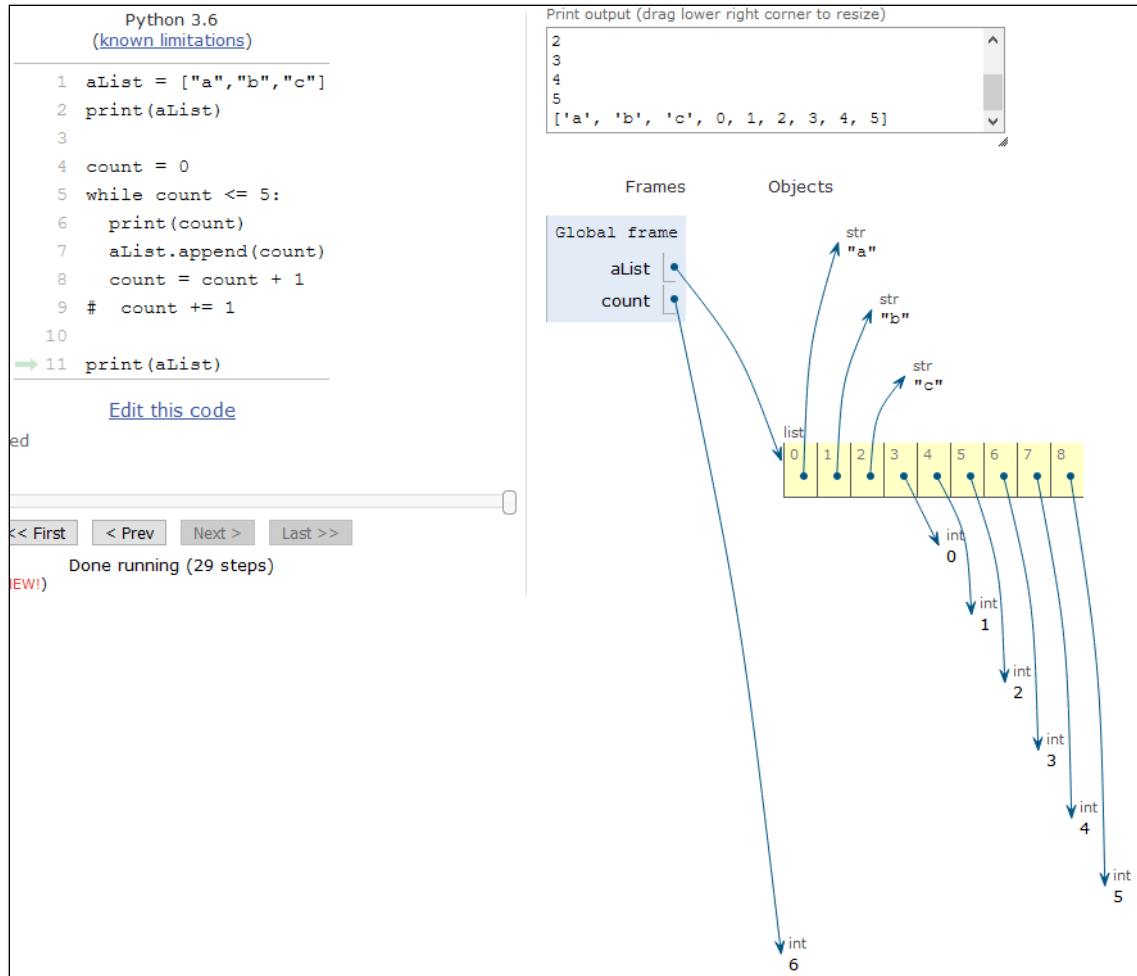 Python 3.6
(known limitations)
1 aList = ["a","b","c"]
2 print(aList)
3
4 count = 0
5 while count <= 5:
6   print(count)
7   aList.append(count)
8   count = count + 1
9 #  count += 1
10
11 print(aList)
Edit this code
ed
<< First
< Prev
Next >
Last >>
Done running (29 steps)
IEW!)
Print output (drag lower right corner to resize)
2
3
4
5
['a', 'b', 'c', 0, 1, 2, 3, 4, 5]
Frames
Objects
Global frame
aList
count
str
"a"
str
"b"
str
"c"
list
0 1 2 3 4 5 6 7 8
int
0
int
1
int
2
int
3
int
4
int
5
int
6